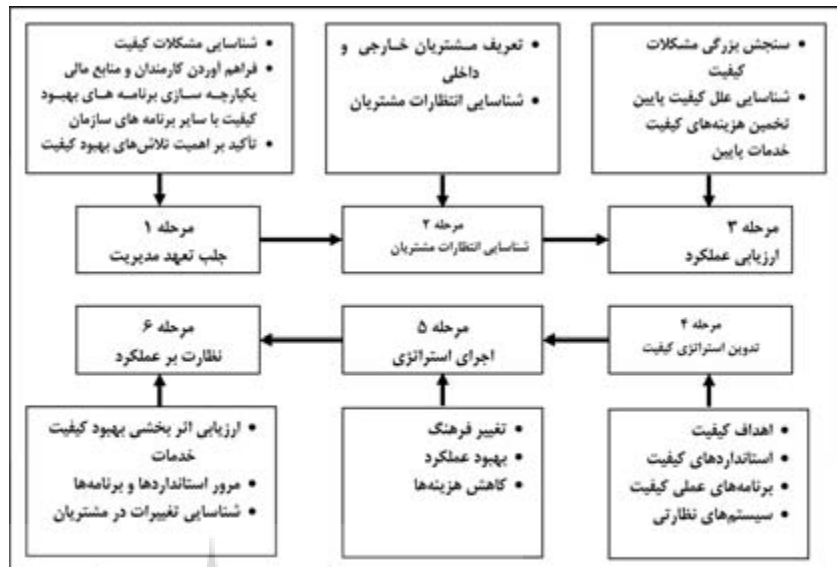 • شناسایی مشکلات کیفیت
• فراهم آوردن کارمندان و منابع مالی
یکپارچه سازی برنامه های بهبود
کیفیت با سایر برنامه های سازمان
• تأکید بر اهمیت تلاش‌های بهبود کیفیت
• تعریف مشتریان خارجی و
داخلی
• شناسایی انتظارات مشتریان
• سنجش بزرگی مشکلات
کیفیت
• شناسایی علل کیفیت پایین
تخمین هزینه‌های کیفیت
خدمات پایین
مرحله ۱
جلب تعهد مدیریت
مرحله ۲
شناسایی انتظارات مشتریان
مرحله ۳
ارزیابی عملکرد
مرحله ۴
تدوین استراتژی کیفیت
مرحله ۵
اجرای استراتژی
مرحله ۶
نظارت بر عملکرد
• اهداف کیفیت
• استانداردهای کیفیت
• برنامه‌های عملی کیفیت
• سیستم‌های نظارتی
• تغییر فرهنگ
• بهبود عملکرد
• کاهش هزینه‌ها
• ارزیابی اثر بخشی بهبود کیفیت
خدمات
• مرور استانداردها و برنامه‌ها
• شناسایی تغییرات در مشتریان